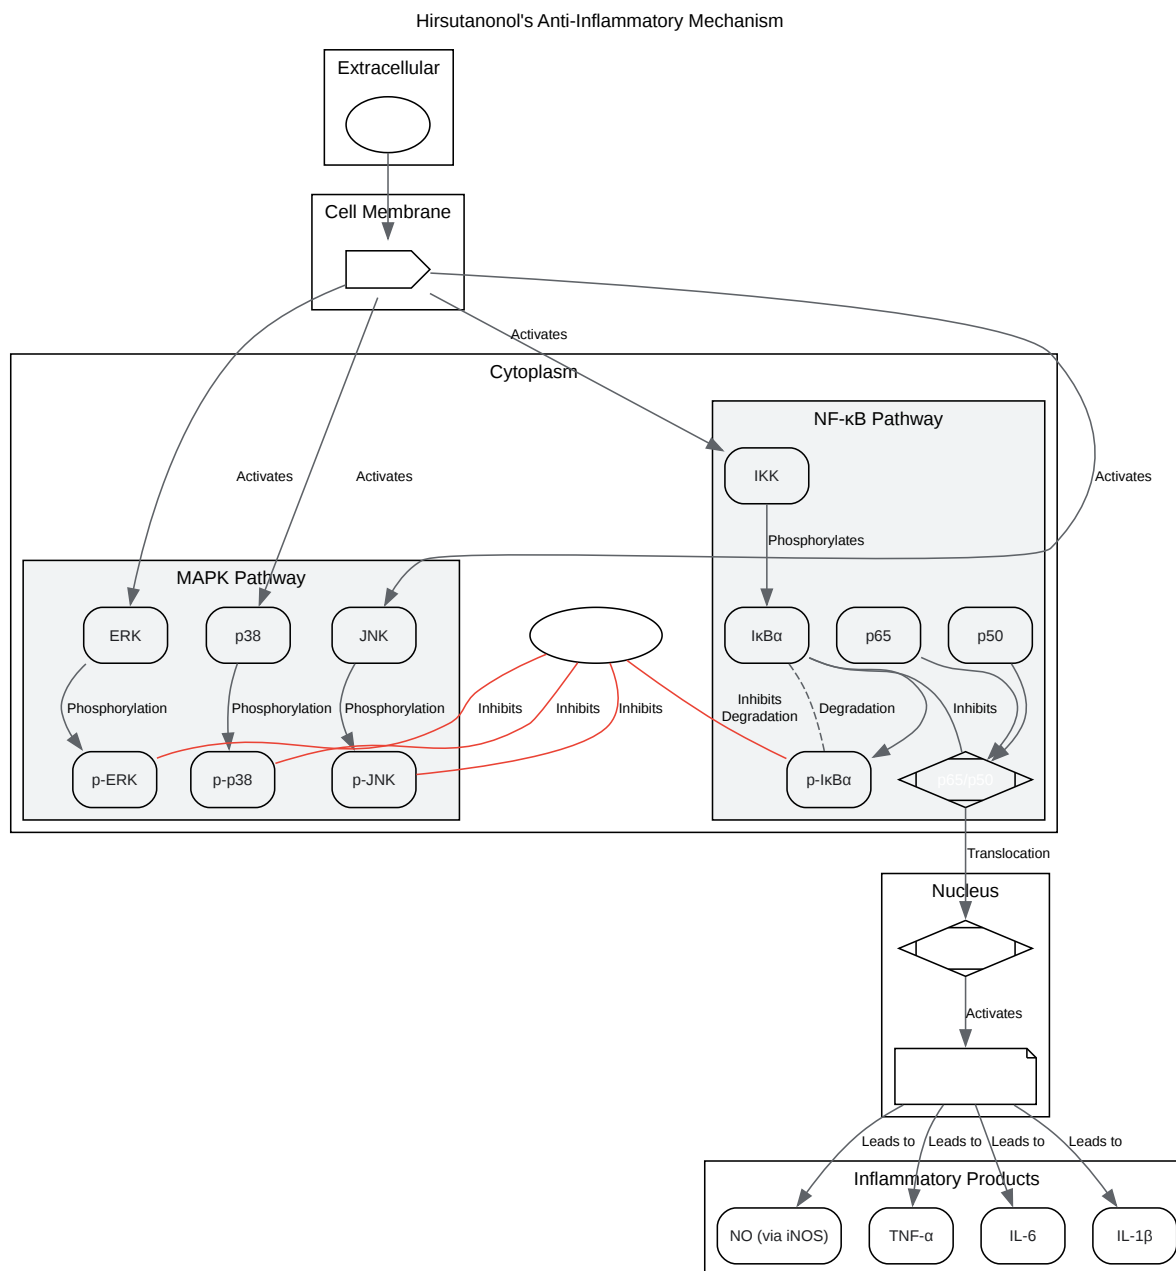 Hirsutanonol's Anti-Inflammatory Mechanism
Extracellular
Cell Membrane
Activates
Cytoplasm
NF-κB Pathway
IKK
Activates
Activates
Activates
Phosphorylates
MAPK Pathway
ERK
p38
JNK
IκBα
p65
p50
Phosphorylation
Phosphorylation
Phosphorylation
Inhibits
Inhibits
Inhibits
Inhibits
Degradation
Degradation
Inhibits
p-ERK
p-p38
p-JNK
p-IκBα
p65/p50
Translocation
Nucleus
Activates
Leads to
Leads to
Leads to
Leads to
Inflammatory Products
NO (via iNOS)
TNF-α
IL-6
IL-1β